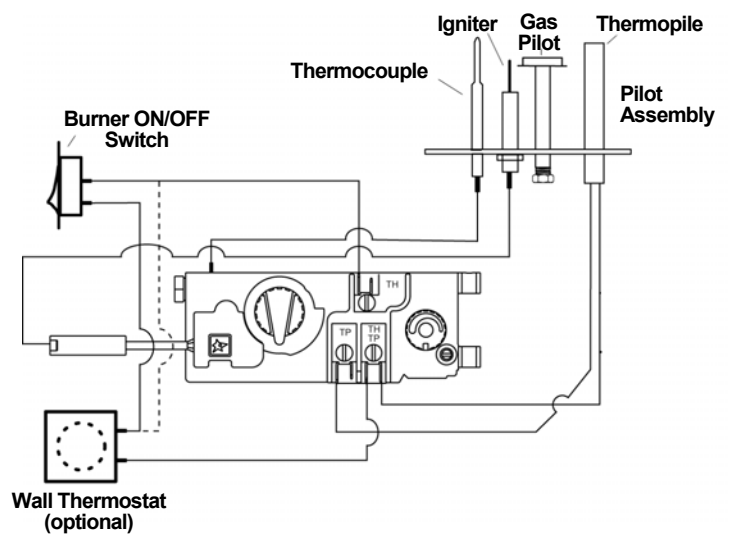 Igniter
Gas
Pilot
Thermopile
Thermocouple
Pilot
Assembly
Burner ON/OFF
Switch
TH
TP
TH
TP
Wall Thermostat
(optional)